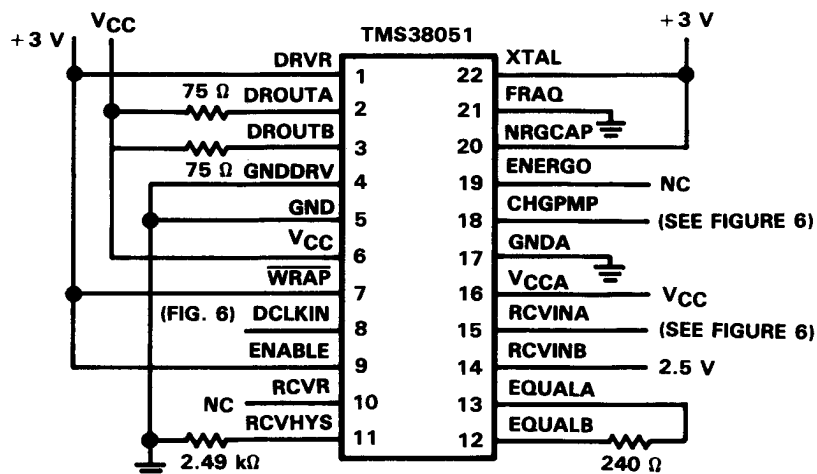 VCC
+3 V
TMS38051
+3 V
DRVR 1
22 XTAL
75 Ω DROUTA 2
21 FRAQ
DROUTB 3
20 NRGCAP
75 Ω GNDDRV 4
19 ENERGO NC
GND 5
18 CHGPMP (SEE FIGURE 6)
VCC 6
17 GNDA
WRAP 7
16 VCCA VCC
(FIG. 6) DCLKIN 8
15 RCVINA (SEE FIGURE 6)
ENABLE 9
14 RCVINB 2.5 V
NC RCVR 10
13 EQUALA
RCVHYS 11
12 EQUALB
2.49 kΩ
240 Ω